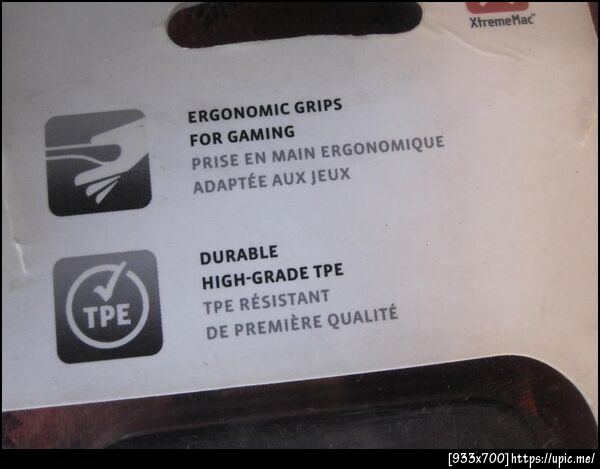 XtremeMac™
ERGONOMIC GRIPS
FOR GAMING
PRISE EN MAIN ERGONOMIQUE
ADAPTÉE AUX JEUX
DURABLE
HIGH-GRADE TPE
TPE RÉSISTANT
DE PREMIÈRE QUALITÉ
TPE
[933x700]https://upic.me/